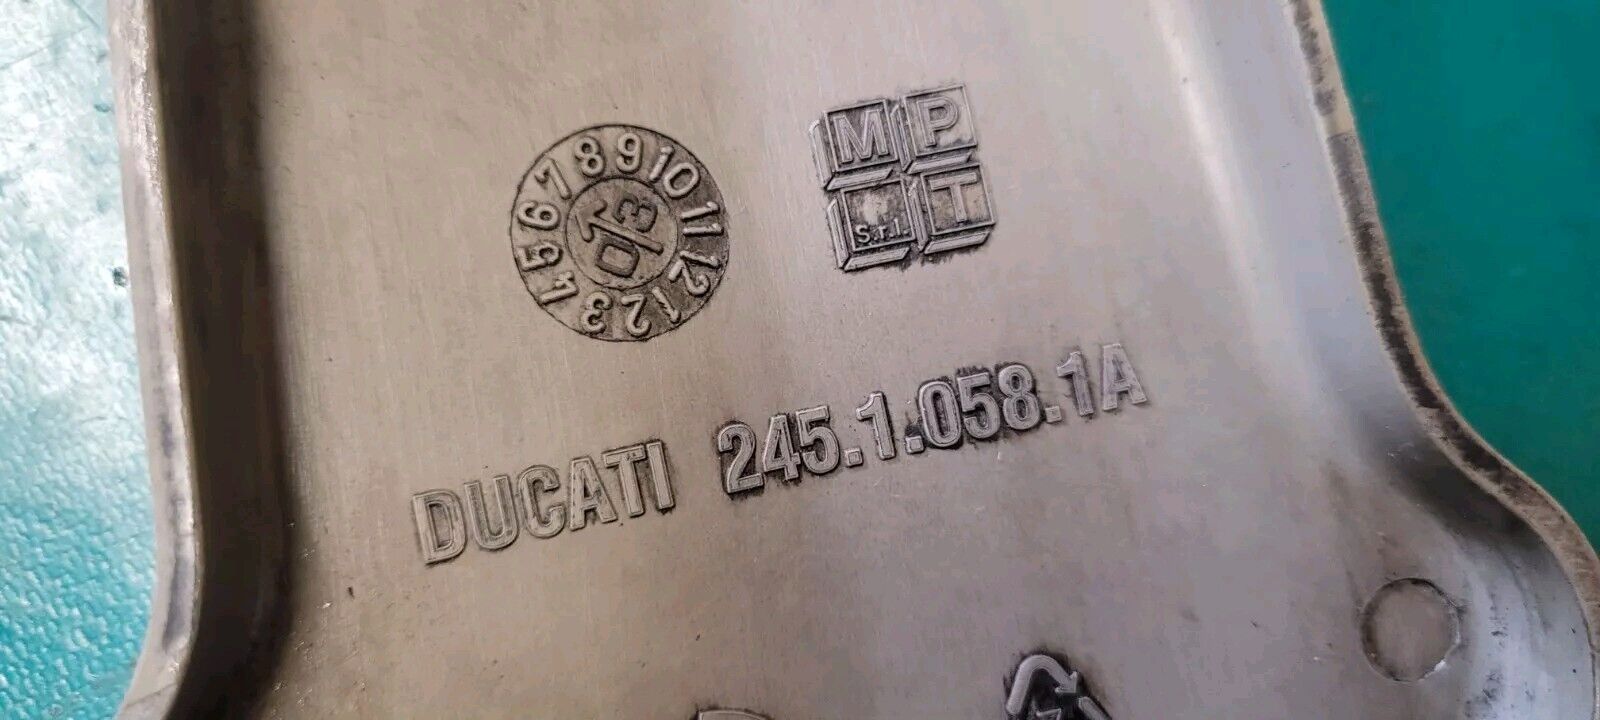 1 2 3 4 5 6 7 8 9 10 11 12
03
M P
S.r.l. T
DUCATI 245.1.058.1A